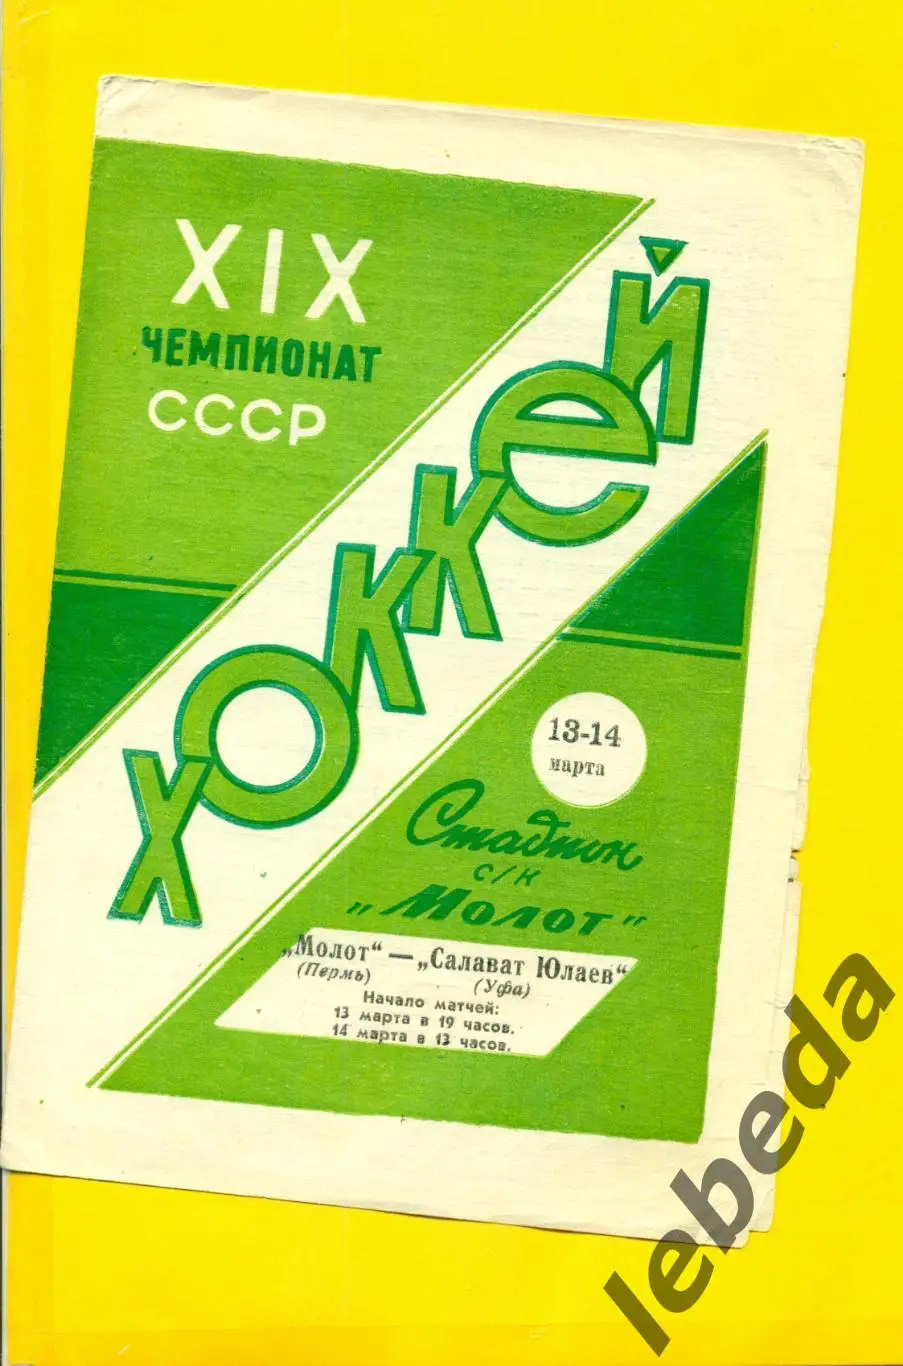 XIX
ЧЕМПИОНАТ
СССР
ХОККЕЙ
13-14
марта
Стадион
с/к
„Молот"
„Молот" — „Салават Юлаев"
(Пермь) (Уфа)
Начало матчей:
13 марта в 19 часов.
14 марта в 13 часов.
lebeda